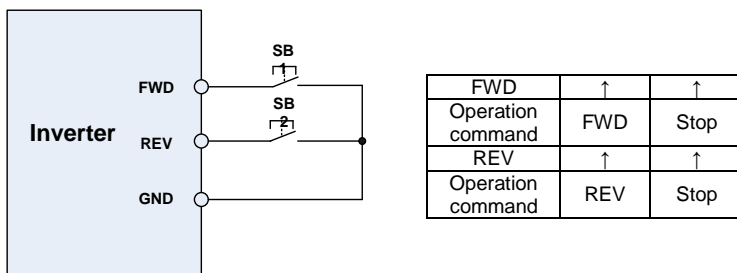 SB
1
FWD
SB
2
Inverter
REV
GND
FWD ↑ ↑
Operation
command FWD Stop
REV ↑ ↑
Operation
command REV Stop